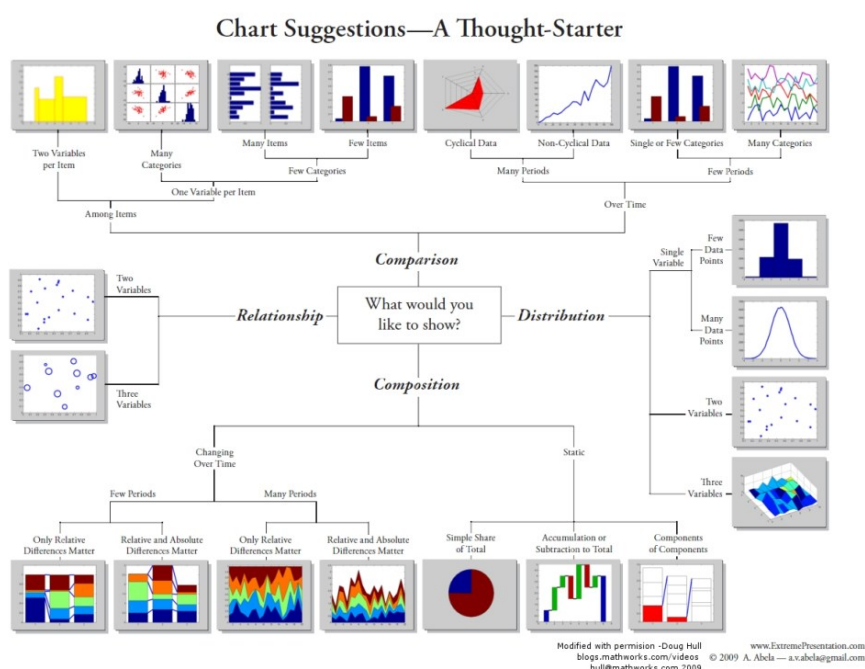 Chart Suggestions—A Thought-Starter
Two Variables
per Item
Many
Categories
Many Items
Few Items
Cyclical Data
Non-Cyclical Data
Single or Few Categories
Many Categories
Few Categories
Many Periods
Few Periods
One Variable per Item
Among Items
Over Time
Comparison
What would you
like to show?
Relationship
Two
Variables
Three
Variables
Distribution
Single
Variable
Few
Data
Points
Many
Data
Points
Two
Variables
Three
Variables
Composition
Changing
Over Time
Static
Few Periods
Many Periods
Only Relative
Differences Matter
Relative and Absolute
Differences Matter
Only Relative
Differences Matter
Relative and Absolute
Differences Matter
Simple Share
of Total
Accumulation or
Subtraction to Total
Components
of Components
Modified with permision -Doug Hull
blogs.mathworks.com/videos
hull@mathworks.com 2009
www.ExtremePresentation.com
© 2009 A. Abela — a.v.abela@gmail.com